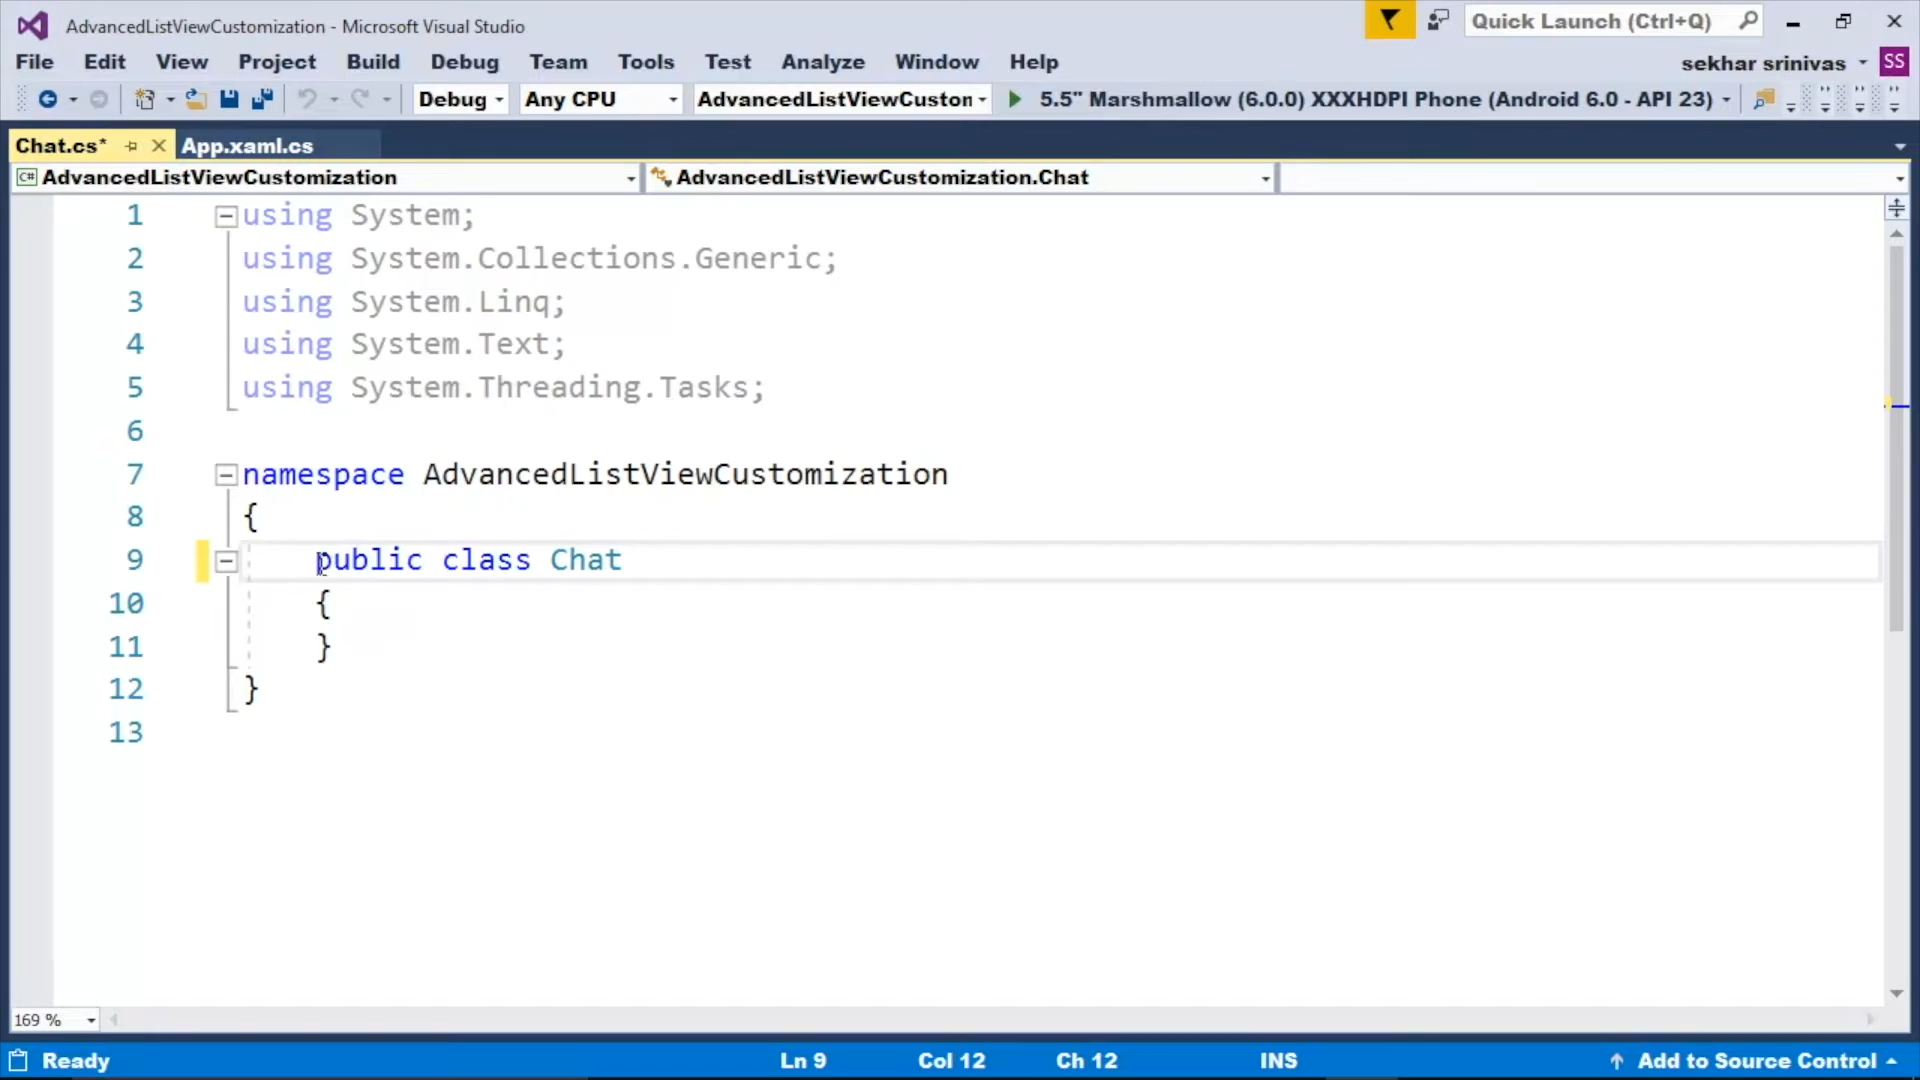 AdvancedListViewCustomization - Microsoft Visual Studio
Quick Launch (Ctrl+Q)
File Edit View Project Build Debug Team Tools Test Analyze Window Help
sekhar srinivas SS
Debug Any CPU AdvancedListViewCustom 5.5" Marshmallow (6.0.0) XXXHDPI Phone (Android 6.0 - API 23)
Chat.cs* App.xaml.cs
C# AdvancedListViewCustomization AdvancedListViewCustomization.Chat
1 using System;
2 using System.Collections.Generic;
3 using System.Linq;
4 using System.Text;
5 using System.Threading.Tasks;
6
7 namespace AdvancedListViewCustomization
8 {
9 public class Chat
10 {
11 }
12 }
13
169 %
Ready Ln 9 Col 12 Ch 12 INS Add to Source Control